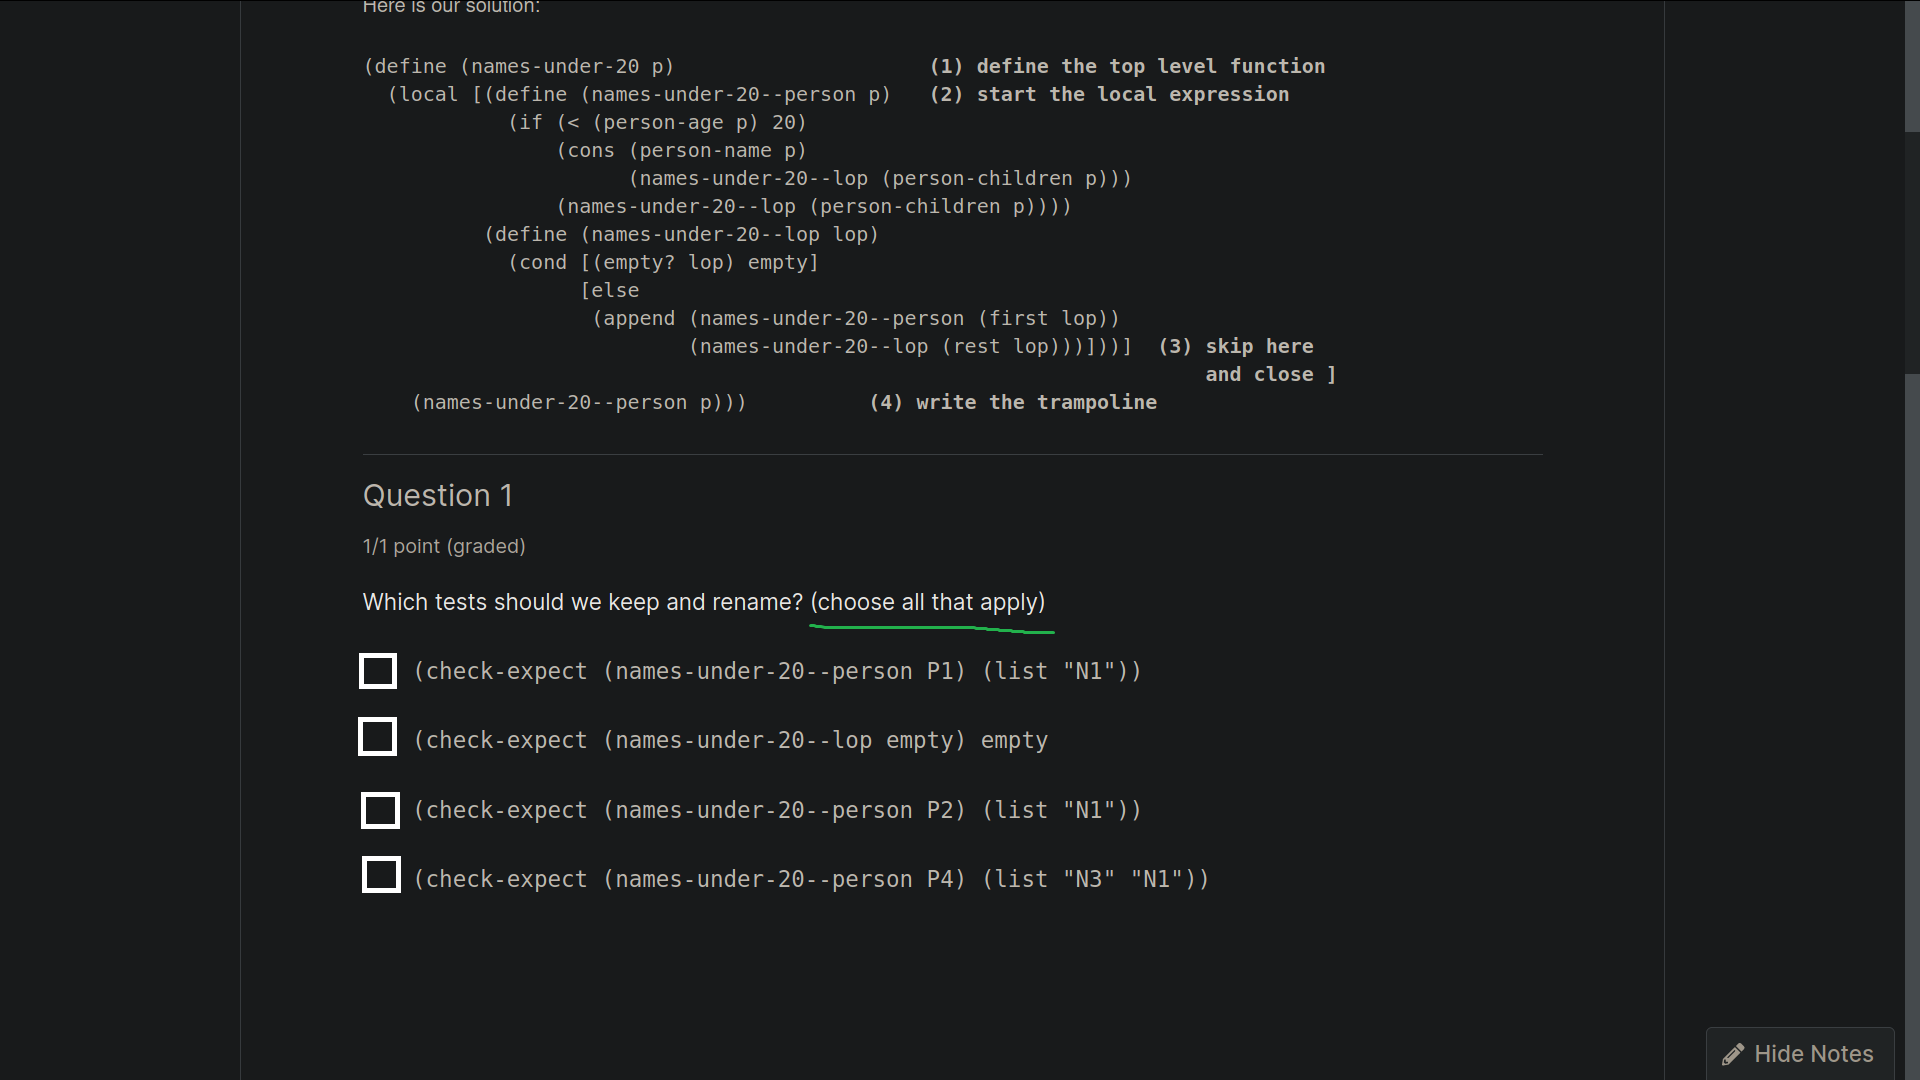 Here is our solution:
(define (names-under-20 p)                     (1) define the top level function
  (local [(define (names-under-20--person p)   (2) start the local expression
            (if (< (person-age p) 20)
                (cons (person-name p)
                      (names-under-20--lop (person-children p)))
                (names-under-20--lop (person-children p))))
          (define (names-under-20--lop lop)
            (cond [(empty? lop) empty]
                  [else
                   (append (names-under-20--person (first lop))
                           (names-under-20--lop (rest lop)))]))]  (3) skip here
                                                                      and close ]
    (names-under-20--person p)))          (4) write the trampoline
Question 1
1/1 point (graded)
Which tests should we keep and rename? (choose all that apply)
(check-expect (names-under-20--person P1) (list "N1"))
(check-expect (names-under-20--lop empty) empty
(check-expect (names-under-20--person P2) (list "N1"))
(check-expect (names-under-20--person P4) (list "N3" "N1"))
Hide Notes